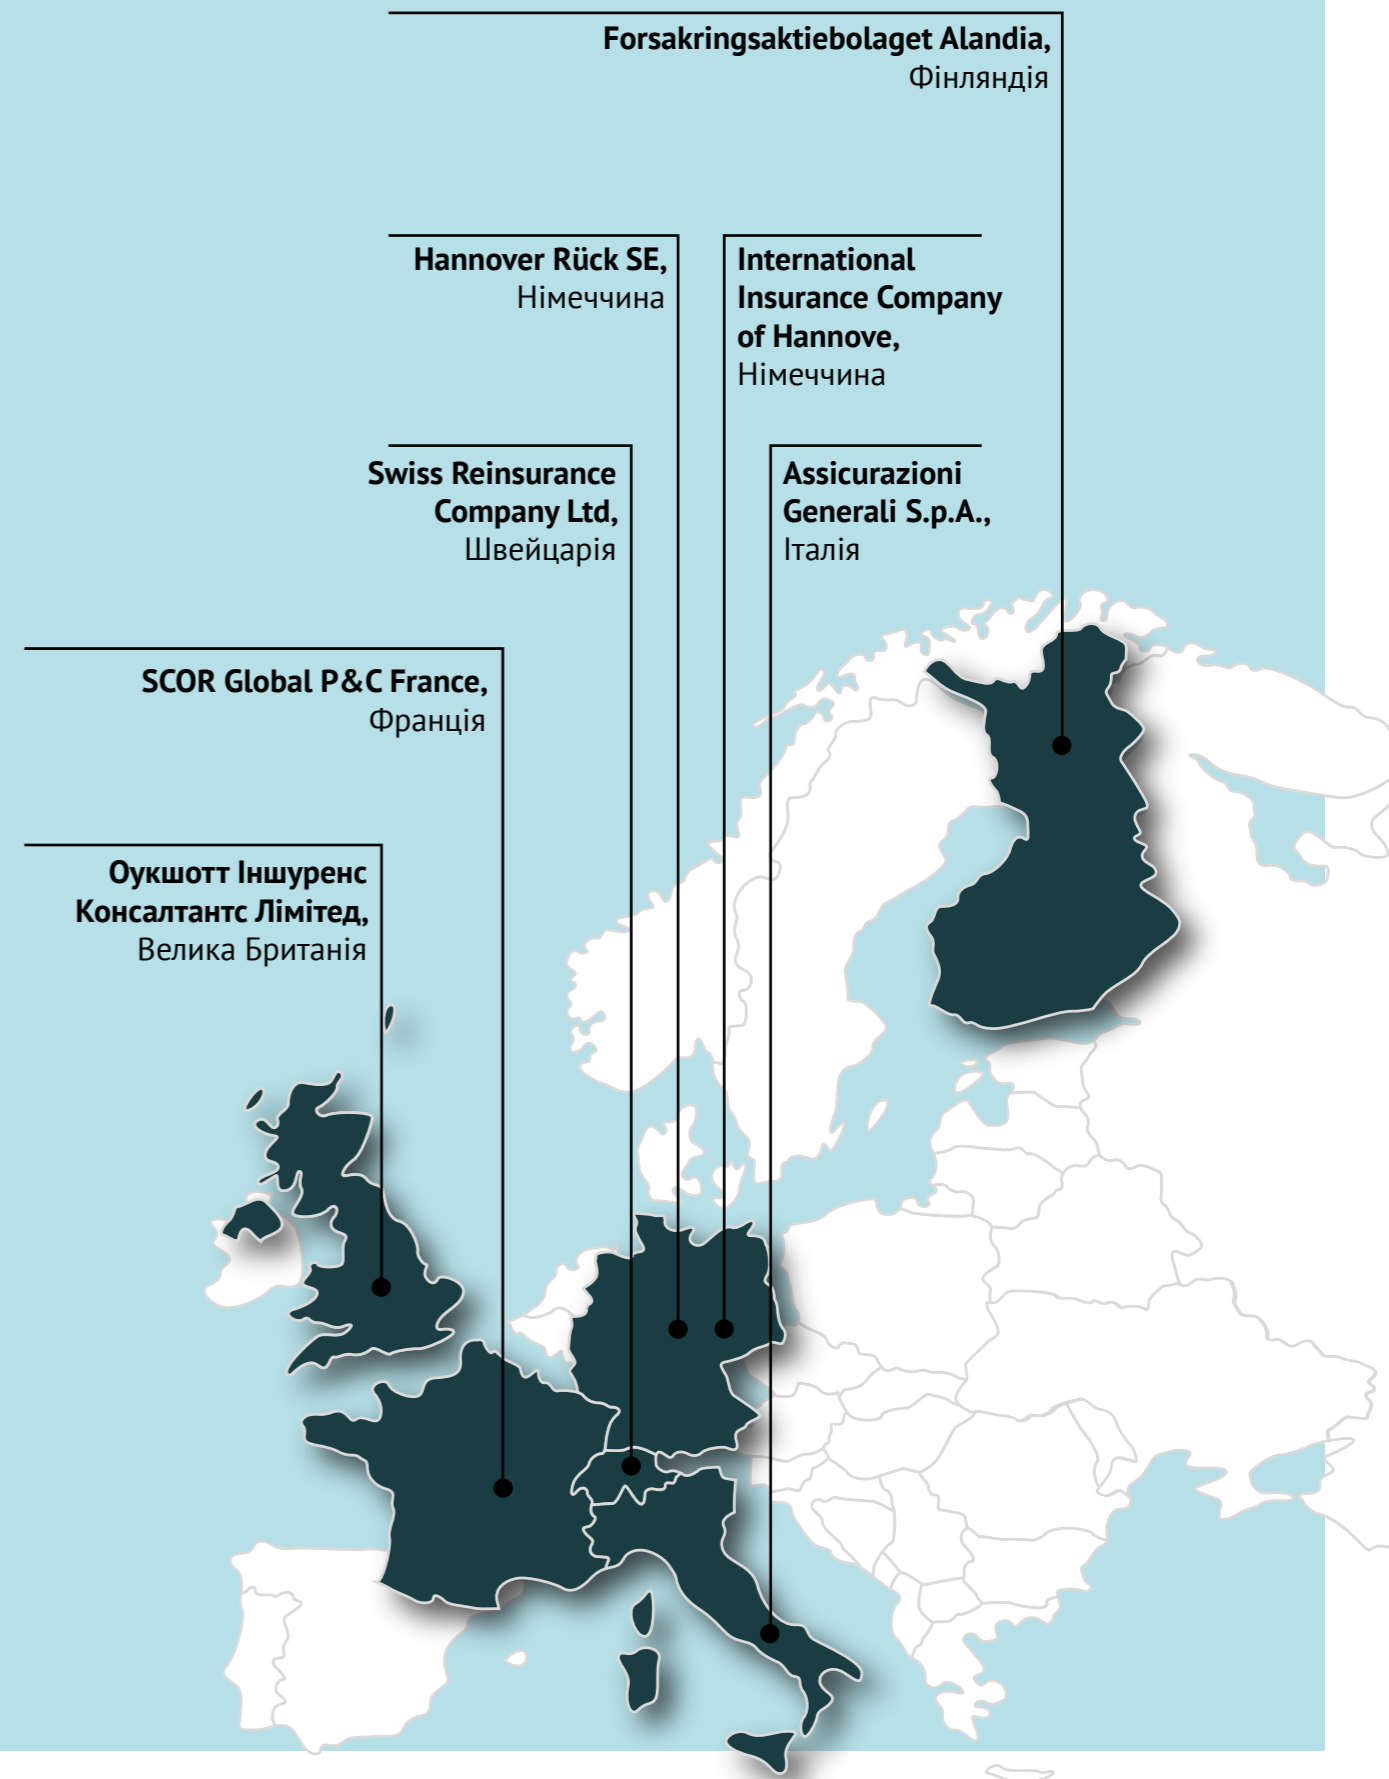 Forsakringsaktiebolaget Alandia,
Фінляндія
Hannover Rück SE,
Німеччина
International
Insurance Company
of Hannove,
Німеччина
Swiss Reinsurance
Company Ltd,
Швейцарія
Assicurazioni
Generali S.p.A.,
Італія
SCOR Global P&C France,
Франція
Оукшотт Іншуренс
Консалтантс Лімітед,
Велика Британія